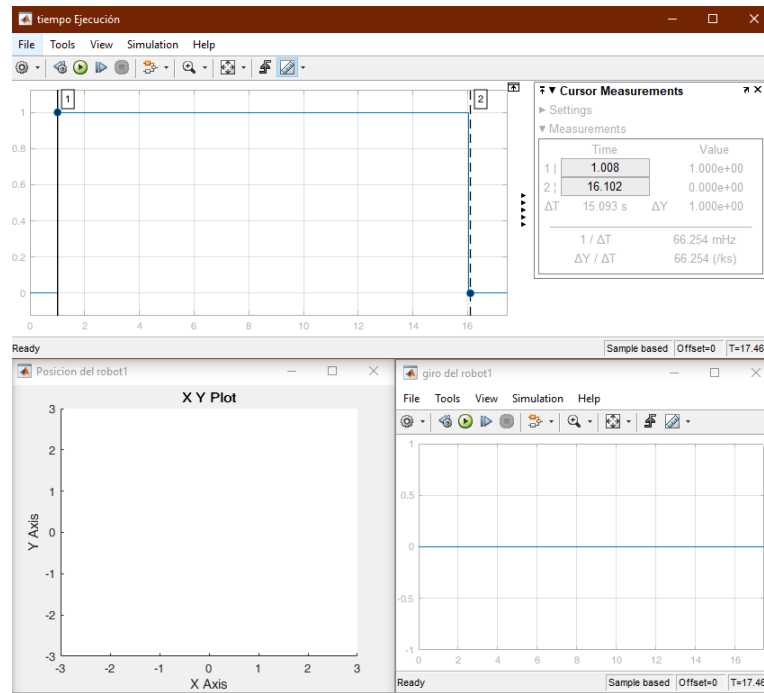 tiempo Ejecución
File Tools View Simulation Help
1
2
1
0.8
0.6
0.4
0.2
0
0 2 4 6 8 10 12 14 16
Cursor Measurements
Settings
Measurements
Time Value
1 | 1.008 1.000e+00
2 ¦ 16.102 0.000e+00
ΔT 15.093 s ΔY 1.000e+00
1 / ΔT 66.254 mHz
ΔY / ΔT 66.254 (/ks)
Ready Sample based Offset=0 T=17.46
Posicion del robot1
X Y Plot
3
2
1
0
-1
-2
-3
Y Axis
-3 -2 -1 0 1 2 3
X Axis
giro del robot1
File Tools View Simulation Help
1
0.5
0
-0.5
-1
0 2 4 6 8 10 12 14 16
Ready Sample based Offset=0 T=17.46